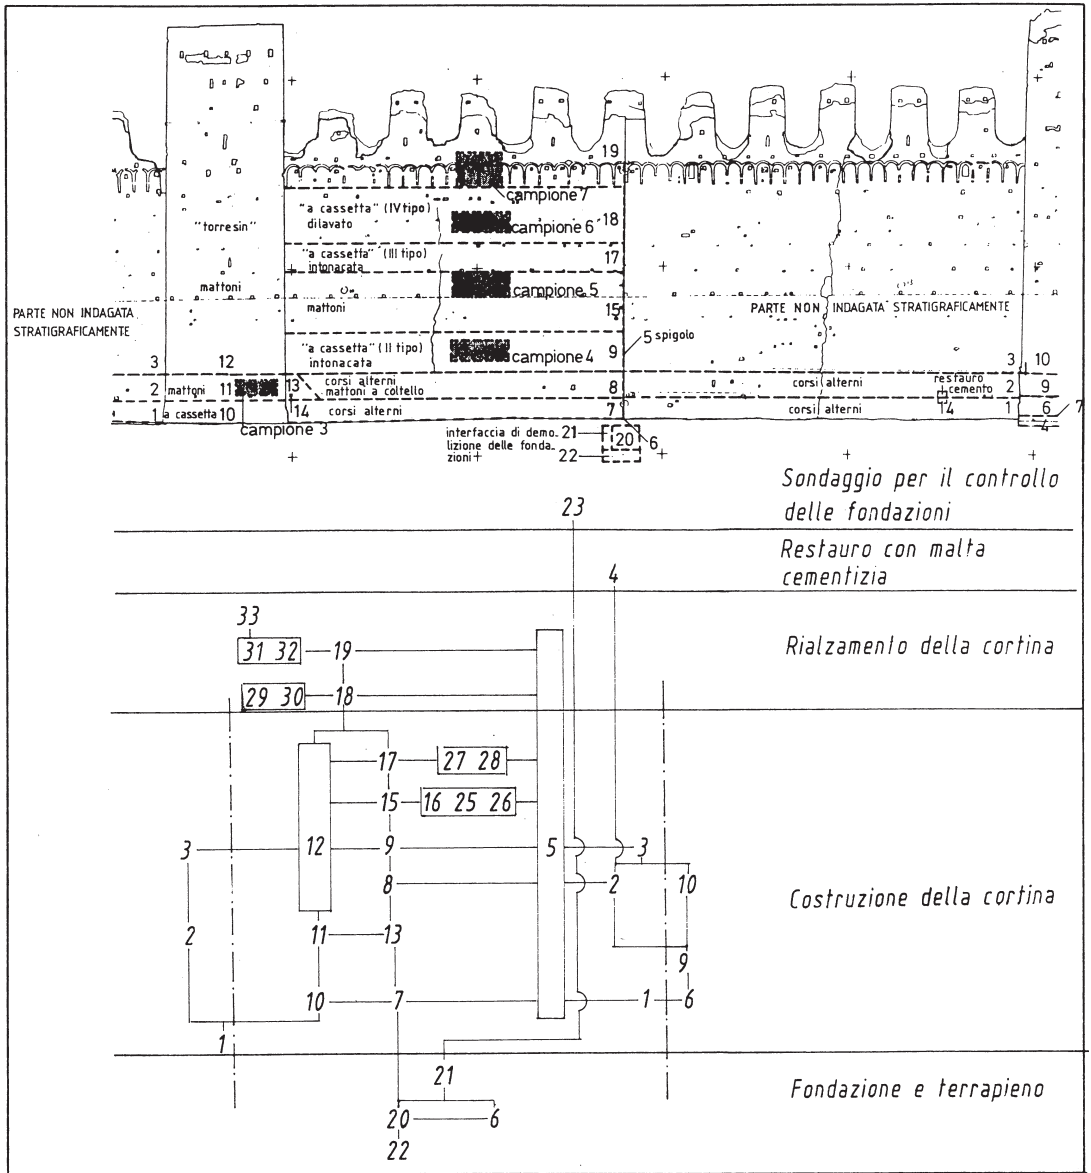 19
campione 7
"a cassetta" (IV tipo)
dilavato
campione 6
18
"torresin"
"a cassetta" (III tipo)
intonacata
17
mattoni
campione 5
mattoni
15
PARTE NON INDAGATA
STRATIGRAFICAMENTE
PARTE NON INDAGATA STRATIGRAFICAMENTE
"a cassetta" (II tipo)
intonacata
campione 4
9
5 spigolo
3
12
3
10
2
mattoni
11
13
corsi alterni
mattoni a coltello
8
corsi alterni
restauro
cemento
2
9
1
a cassetta
10
14
corsi alterni
7
corsi alterni
4
1
6
7
4
campione 3
interfaccia di demo-
lizione delle fonda-
zioni
21
22
20
6
Sondaggio per il controllo
delle fondazioni
23
Restauro con malta
cementizia
4
33
31 32
19
Rialzamento della cortina
29 30
18
17
27 28
15
16 25 26
3
12
9
5
3
8
2
10
Costruzione della cortina
2
11
13
9
10
7
1
6
1
21
Fondazione e terrapieno
20
6
22